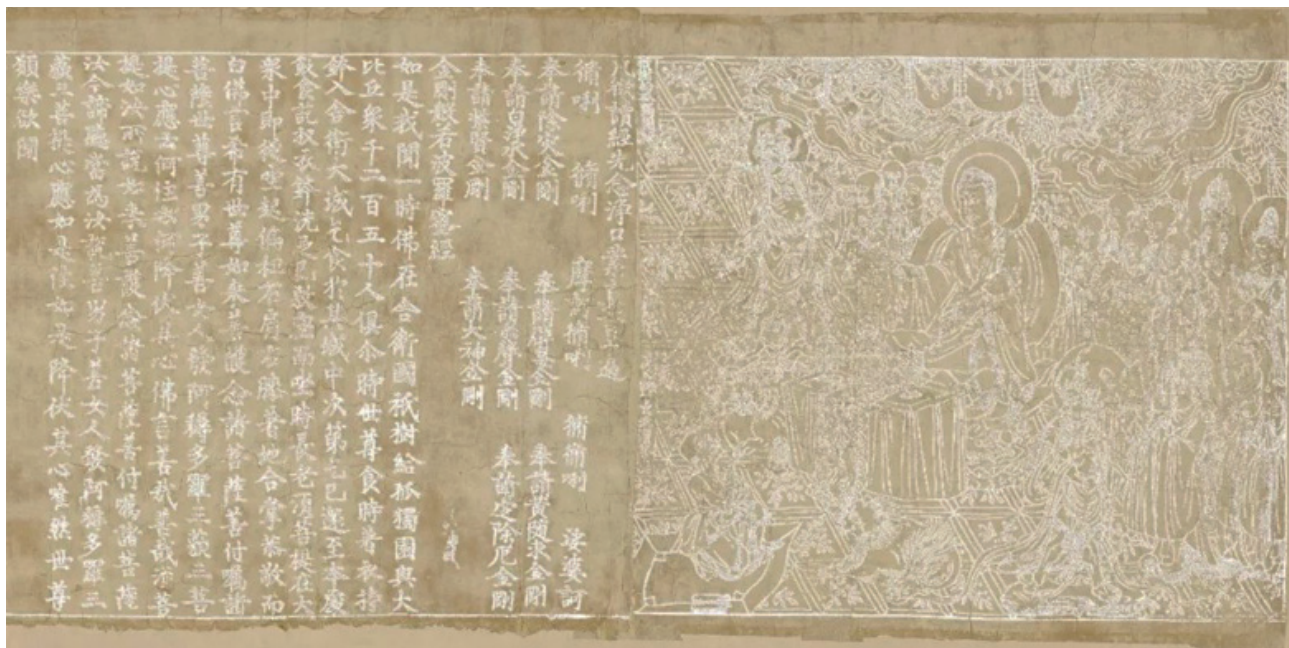 凡欲讀經先念淨口業真言遍
脩唎 脩唎 摩訶脩唎 脩脩唎 娑婆訶
奉請除災金剛 奉請辟毒金剛 奉請黃隨求金剛
奉請白淨水金剛 奉請赤聲金剛 奉請定除厄金剛
奉請紫賢金剛 奉請大神金剛
金剛般若波羅蜜經
如是我聞一時佛在舍衛國祇樹給孤獨園與大
比丘眾千二百五十人俱尒時世尊食時著衣持
鉢入舍衛大城乞食於其城中次第乞已還至本處
飯食訖收衣鉢洗足已敷座而坐時長老須菩提在大
眾中即從座起偏袒右肩右膝著地合掌恭敬而
白佛言希有世尊如來善護念諸菩薩善付囑諸
菩薩世尊善男子善女人發阿耨多羅三藐三菩
提心應云何住云何降伏其心佛言善哉善哉須菩
提如汝所說如來善護念諸菩薩善付囑諸菩薩
汝今諦聽當為汝說善男子善女人發阿耨多羅三
藐三菩提心應如是住如是降伏其心唯然世尊
願樂欲聞